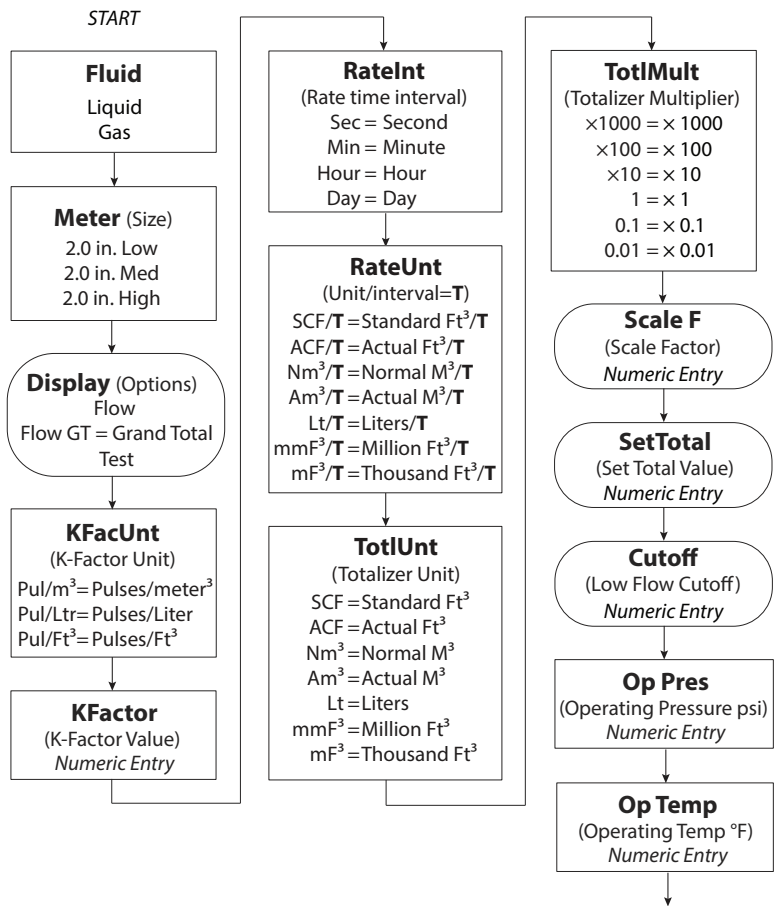 START
Fluid
Liquid
Gas
Meter (Size)
2.0 in. Low
2.0 in. Med
2.0 in. High
Display (Options)
Flow
Flow GT = Grand Total
Test
KFacUnt
(K-Factor Unit)
Pul/m³=Pulses/meter³
Pul/Ltr=Pulses/Liter
Pul/Ft³=Pulses/Ft³
KFactor
(K-Factor Value)
Numeric Entry
RateInt
(Rate time interval)
Sec = Second
Min = Minute
Hour = Hour
Day = Day
RateUnt
(Unit/interval=T)
SCF/T=Standard Ft³/T
ACF/T=Actual Ft³/T
Nm³/T=Normal M³/T
Am³/T=Actual M³/T
Lt/T=Liters/T
mmF³/T=Million Ft³/T
mF³/T=Thousand Ft³/T
TotlUnt
(Totalizer Unit)
SCF=Standard Ft³
ACF=Actual Ft³
Nm³=Normal M³
Am³=Actual M³
Lt=Liters
mmF³=Million Ft³
mF³=Thousand Ft³
TotlMult
(Totalizer Multiplier)
×1000 = × 1000
×100 = × 100
×10 = × 10
1 = × 1
0.1 = × 0.1
0.01 = × 0.01
Scale F
(Scale Factor)
Numeric Entry
SetTotal
(Set Total Value)
Numeric Entry
Cutoff
(Low Flow Cutoff)
Numeric Entry
Op Pres
(Operating Pressure psi)
Numeric Entry
Op Temp
(Operating Temp °F)
Numeric Entry